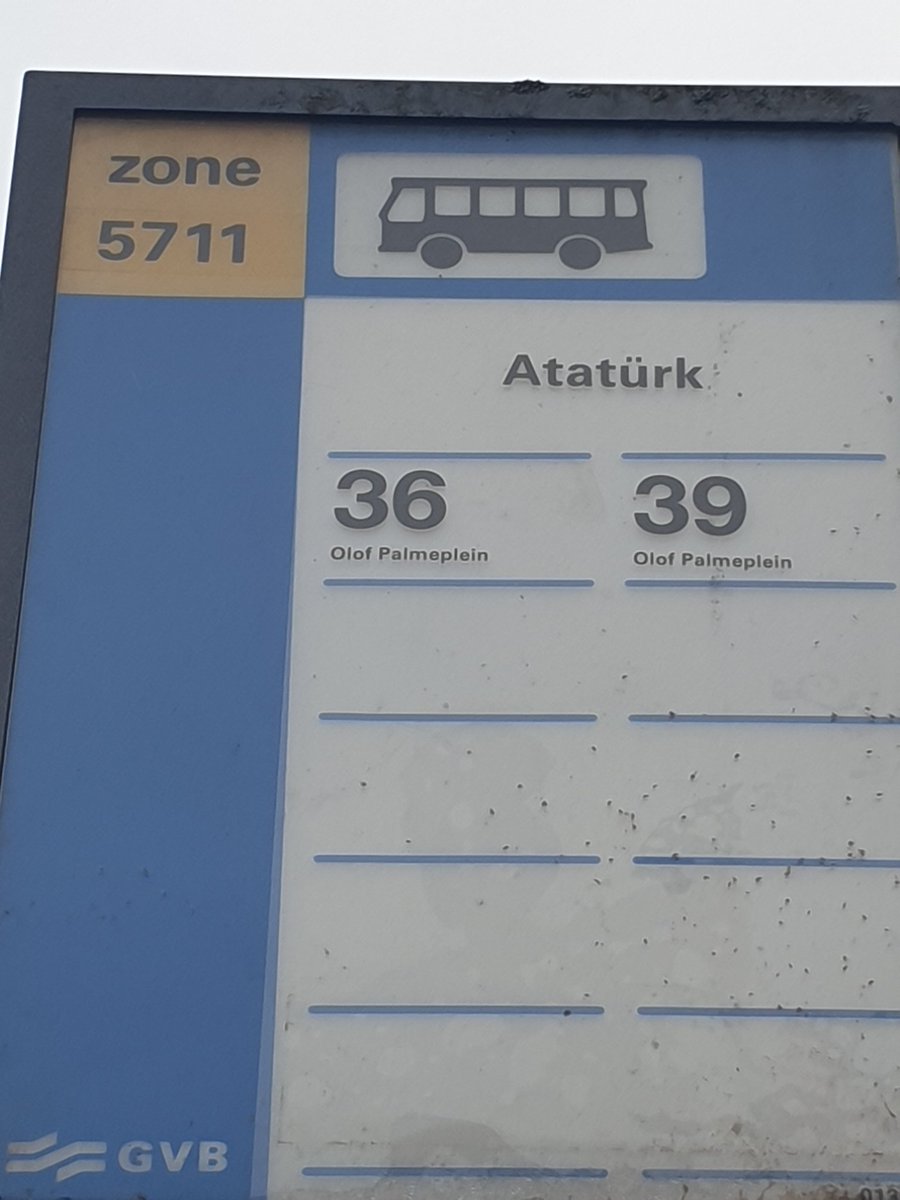 zone
5711
Atatürk
36
Olof Palmeplein
39
Olof Palmeplein
GVB